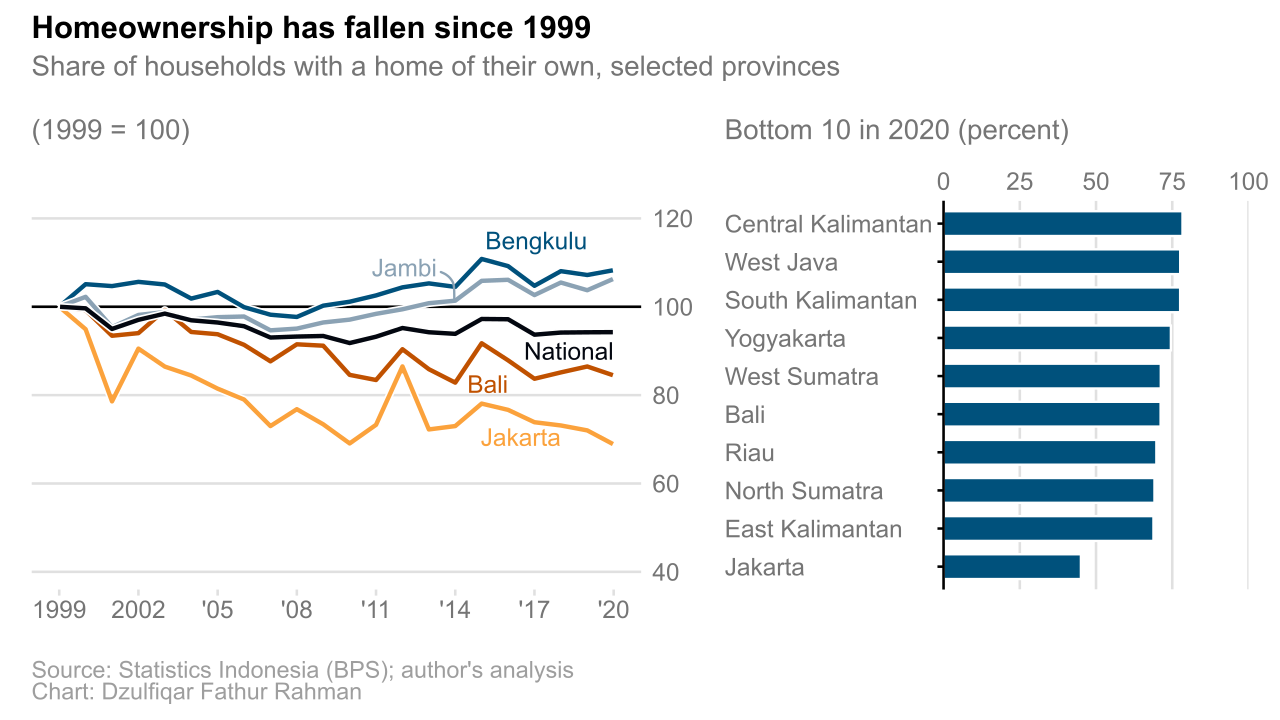 Homeownership has fallen since 1999
Share of households with a home of their own, selected provinces
(1999 = 100)
120
100
80
60
40
Bengkulu
Jambi
National
Bali
Jakarta
1999 2002 '05 '08 '11 '14 '17 '20
Bottom 10 in 2020 (percent)
0 25 50 75 100
Central Kalimantan
West Java
South Kalimantan
Yogyakarta
West Sumatra
Bali
Riau
North Sumatra
East Kalimantan
Jakarta
Source: Statistics Indonesia (BPS); author's analysis
Chart: Dzulfiqar Fathur Rahman